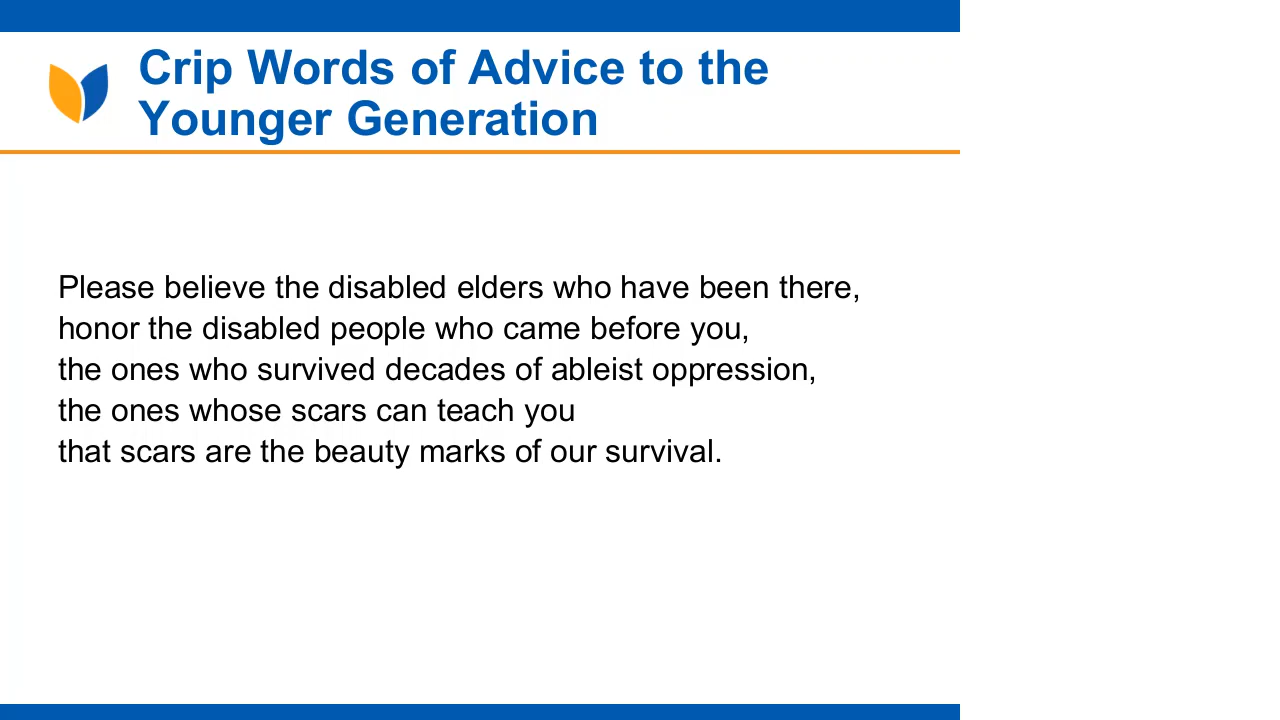 Crip Words of Advice to the
Younger Generation
Please believe the disabled elders who have been there,
honor the disabled people who came before you,
the ones who survived decades of ableist oppression,
the ones whose scars can teach you
that scars are the beauty marks of our survival.